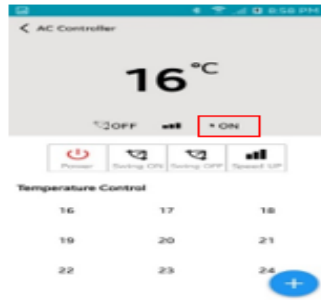 8:58 PM
AC Controller
16°C
OFF ON
Power Swing ON Swing OFF Speed UP
Temperature Control
16 17 18
19 20 21
22 23 24
+